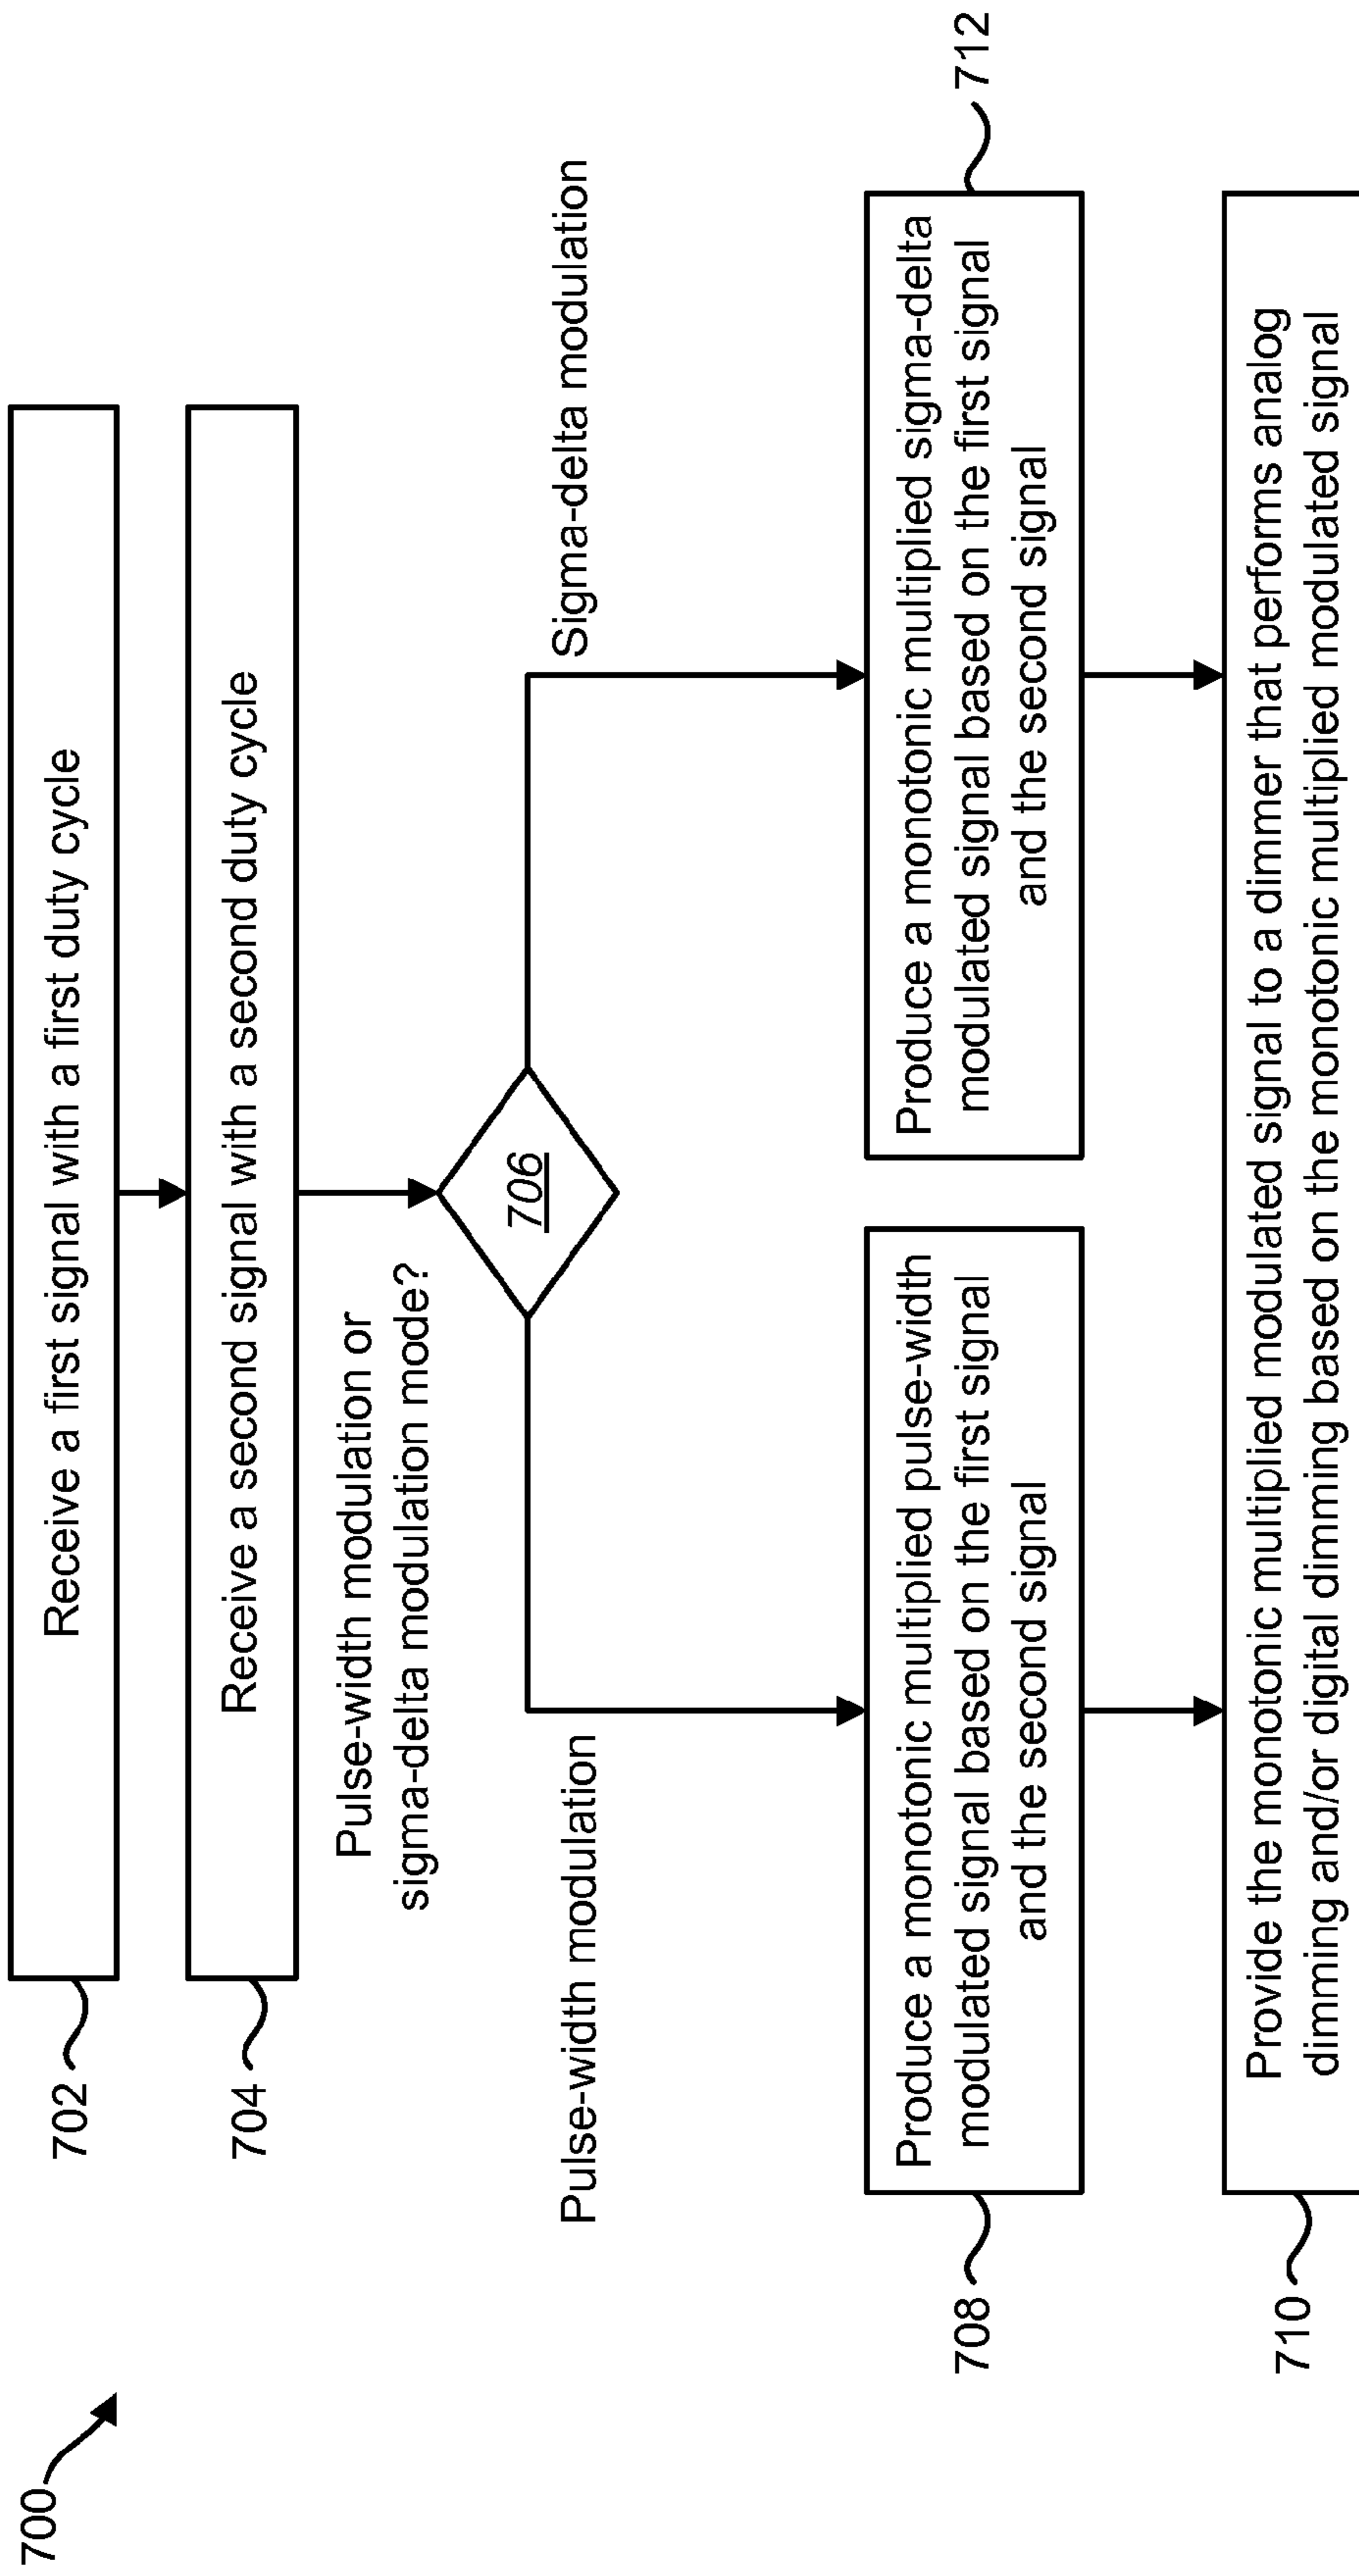 700
702
Receive a first signal with a first duty cycle
704
Receive a second signal with a second duty cycle
Pulse-width modulation or
sigma-delta modulation mode?
706
Pulse-width modulation
Sigma-delta modulation
708
Produce a monotonic multiplied pulse-width
modulated signal based on the first signal
and the second signal
712
Produce a monotonic multiplied sigma-delta
modulated signal based on the first signal
and the second signal
710
Provide the monotonic multiplied modulated signal to a dimmer that performs analog
dimming and/or digital dimming based on the monotonic multiplied modulated signal